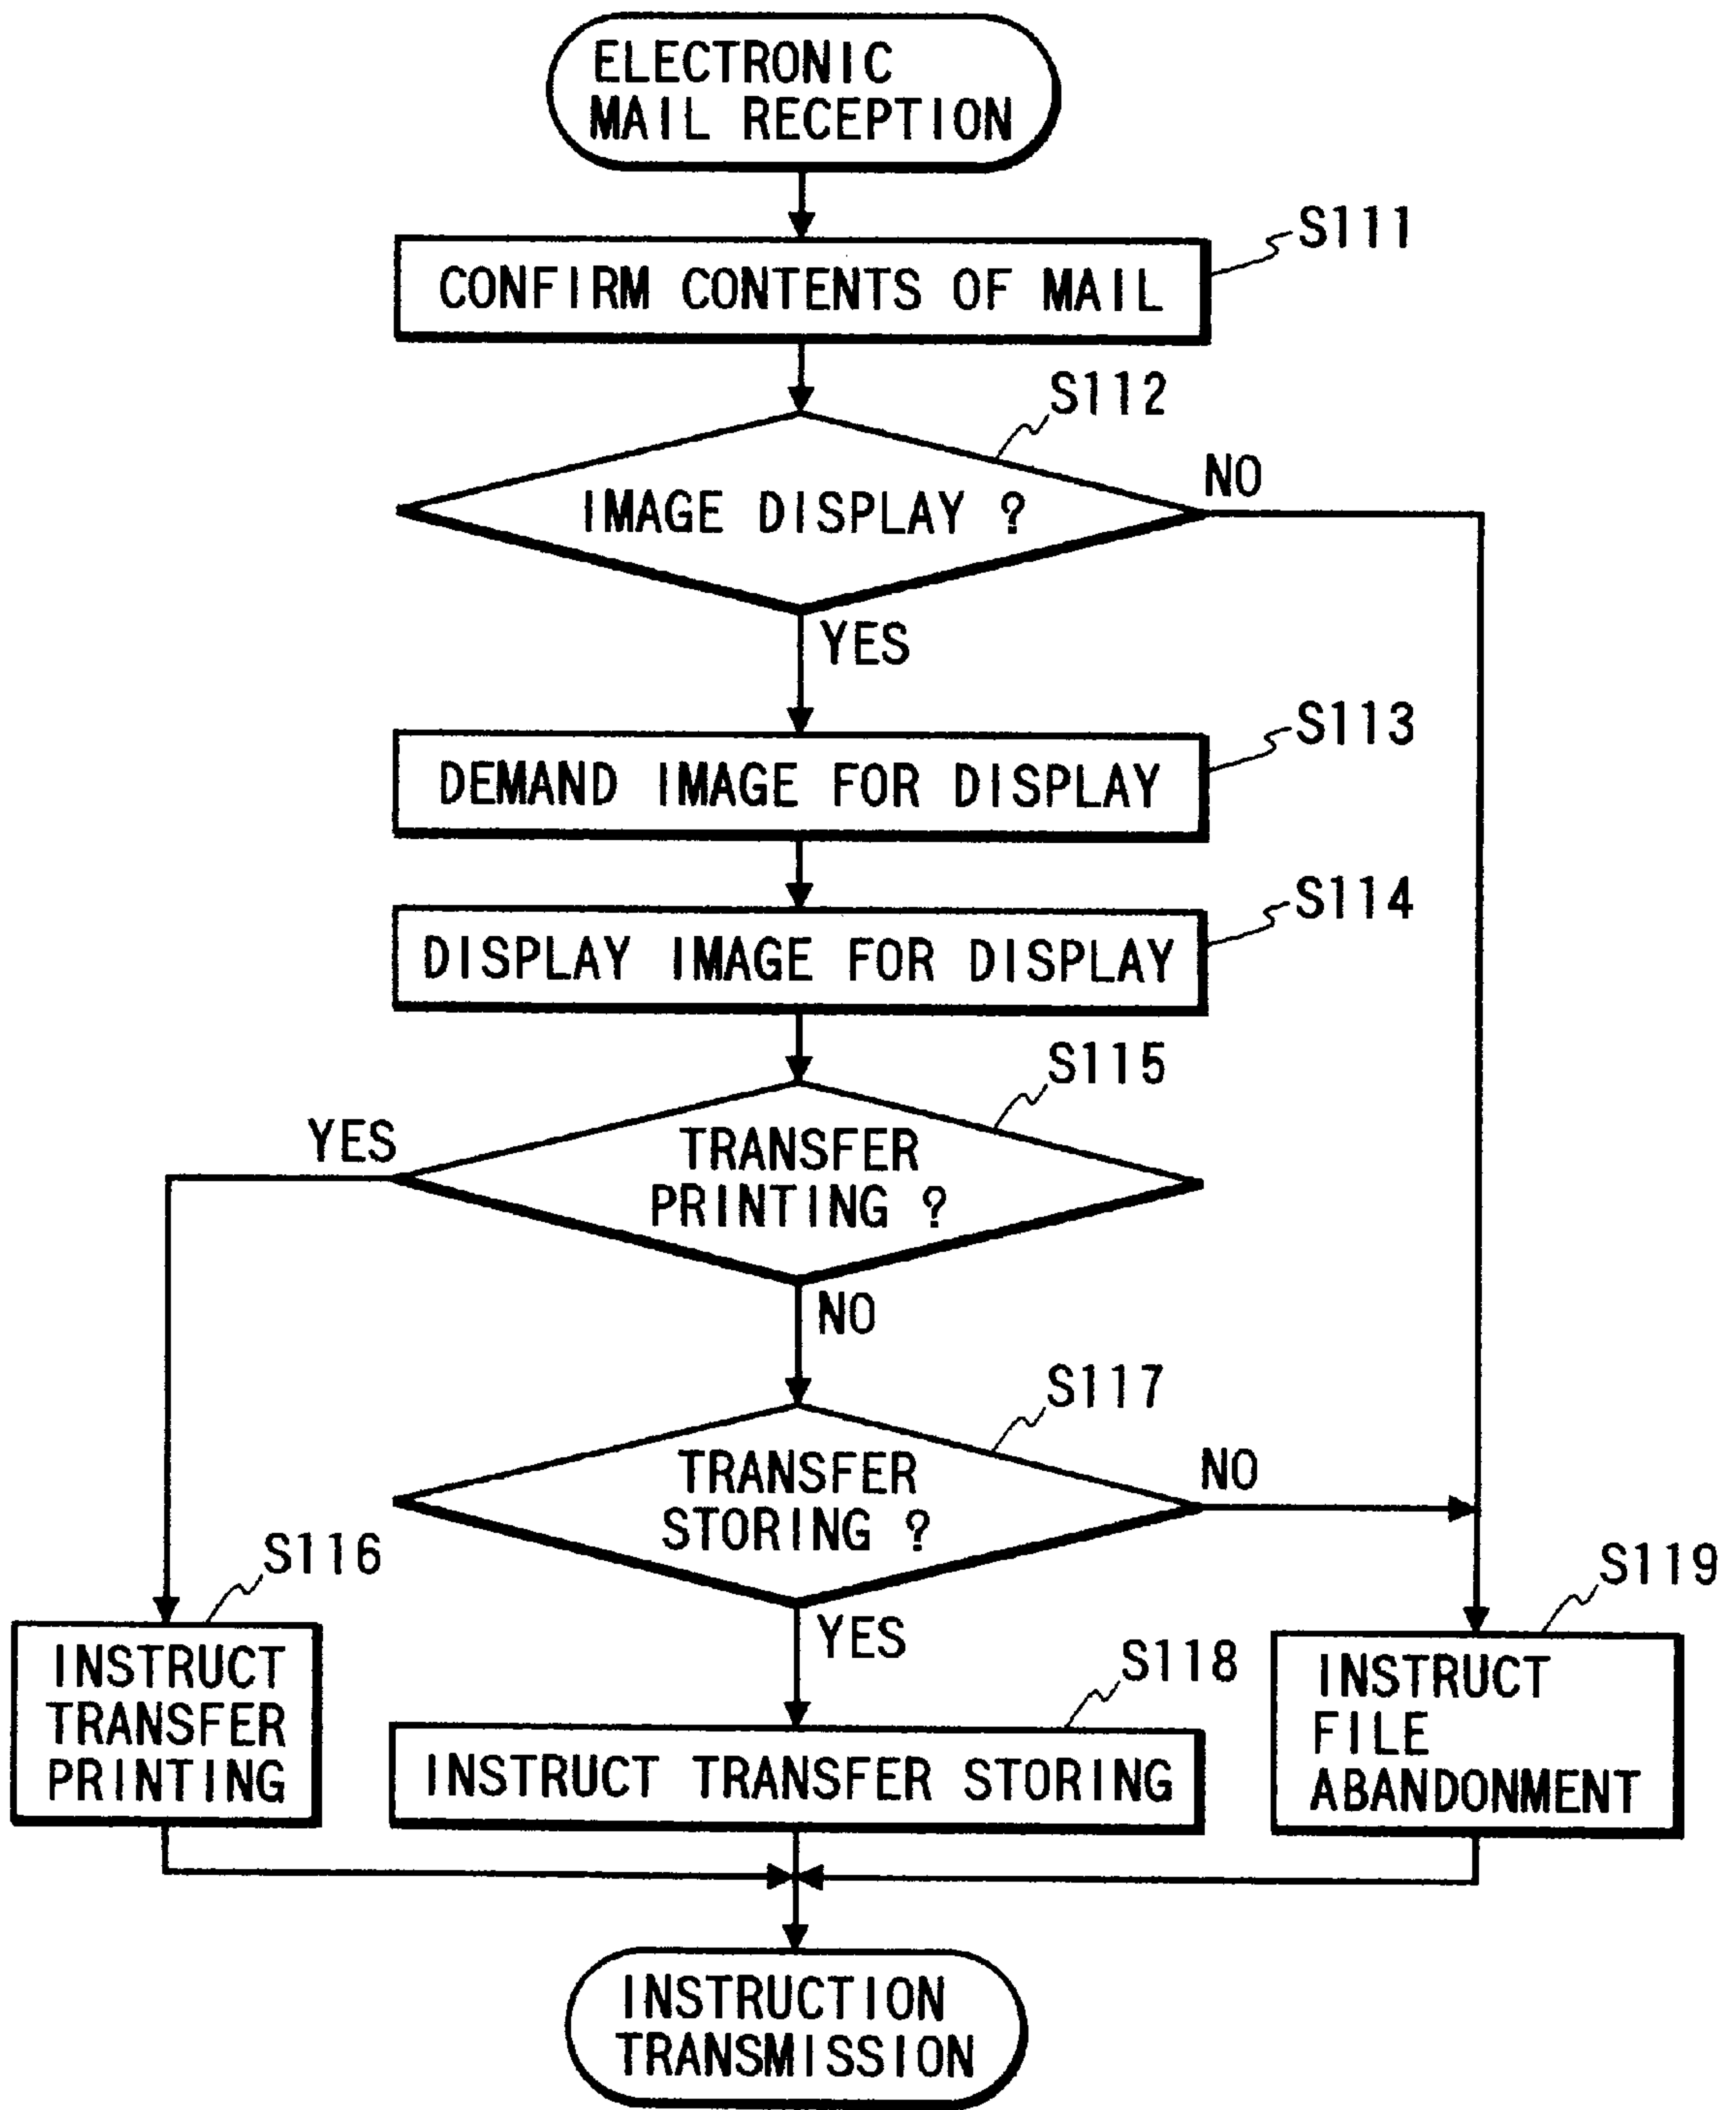 ELECTRONIC
MAIL RECEPTION
S111
CONFIRM CONTENTS OF MAIL
S112
IMAGE DISPLAY ?
NO
YES
S113
DEMAND IMAGE FOR DISPLAY
S114
DISPLAY IMAGE FOR DISPLAY
S115
YES
TRANSFER
PRINTING ?
NO
S117
TRANSFER
STORING ?
NO
YES
S116
INSTRUCT
TRANSFER
PRINTING
S118
INSTRUCT TRANSFER STORING
S119
INSTRUCT
FILE
ABANDONMENT
INSTRUCTION
TRANSMISSION